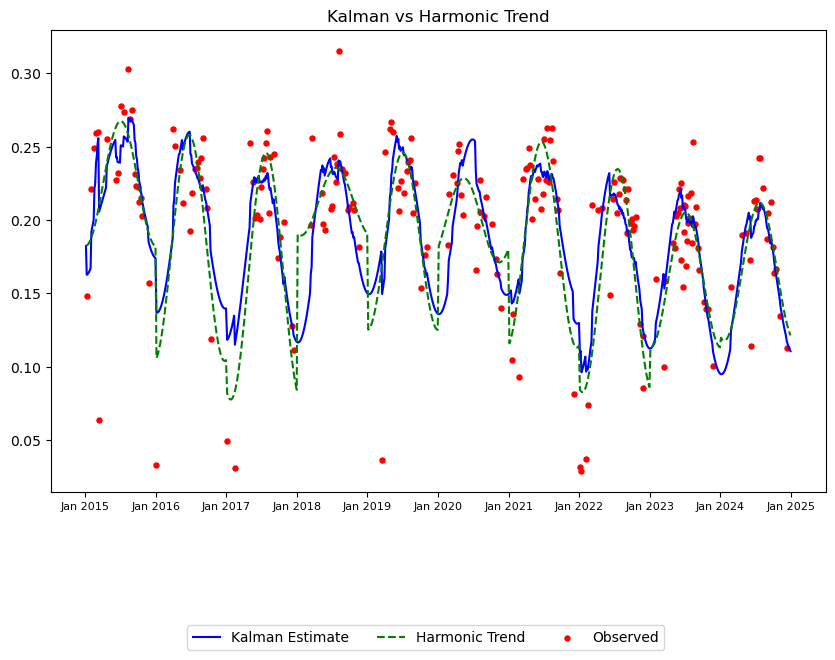 Kalman vs Harmonic Trend
0.30
0.25
0.20
0.15
0.10
0.05
Jan 2015 Jan 2016 Jan 2017 Jan 2018 Jan 2019 Jan 2020 Jan 2021 Jan 2022 Jan 2023 Jan 2024 Jan 2025
Kalman Estimate Harmonic Trend Observed